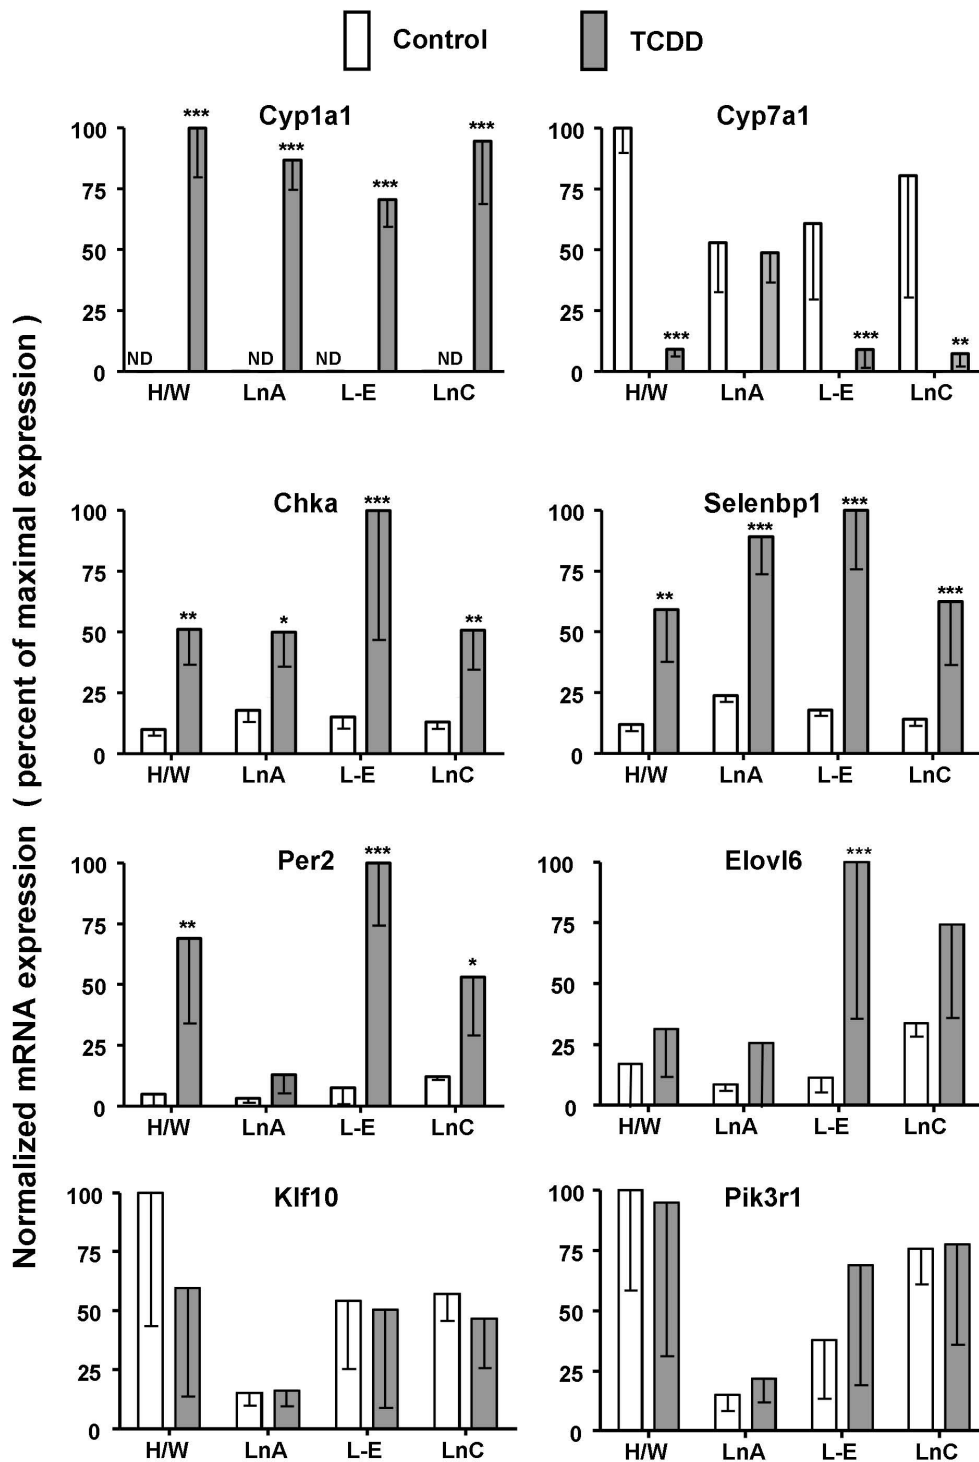 Control TCDD
Normalized mRNA expression ( percent of maximal expression )
Cyp1a1
100
75
50
25
0
*** *** *** ***
ND ND ND ND
H/W LnA L-E LnC
Cyp7a1
100
75
50
25
0
*** *** **
H/W LnA L-E LnC
Chka
100
75
50
25
0
** * *** **
H/W LnA L-E LnC
Selenbp1
100
75
50
25
0
** *** *** ***
H/W LnA L-E LnC
Per2
100
75
50
25
0
** *** *
H/W LnA L-E LnC
Elovl6
100
75
50
25
0
***
H/W LnA L-E LnC
Klf10
100
75
50
25
0
H/W LnA L-E LnC
Pik3r1
100
75
50
25
0
H/W LnA L-E LnC